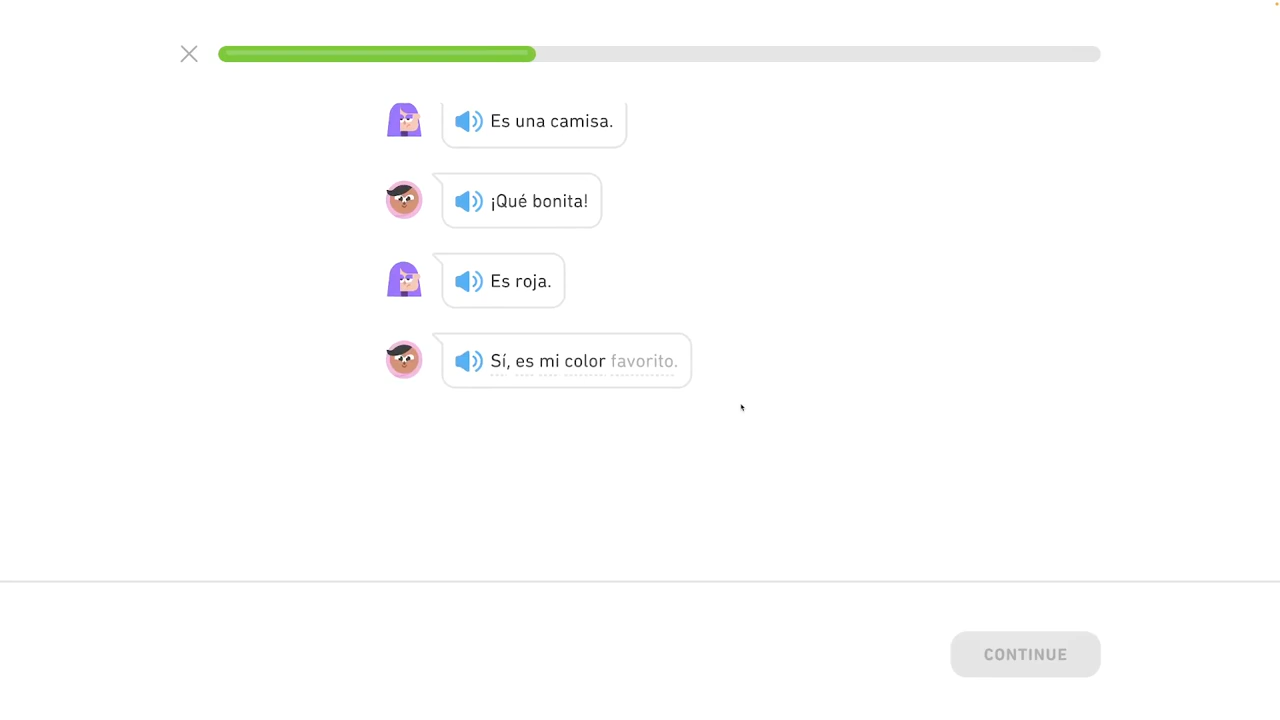 Es una camisa.
¡Qué bonita!
Es roja.
Sí, es mi color favorito.
CONTINUE